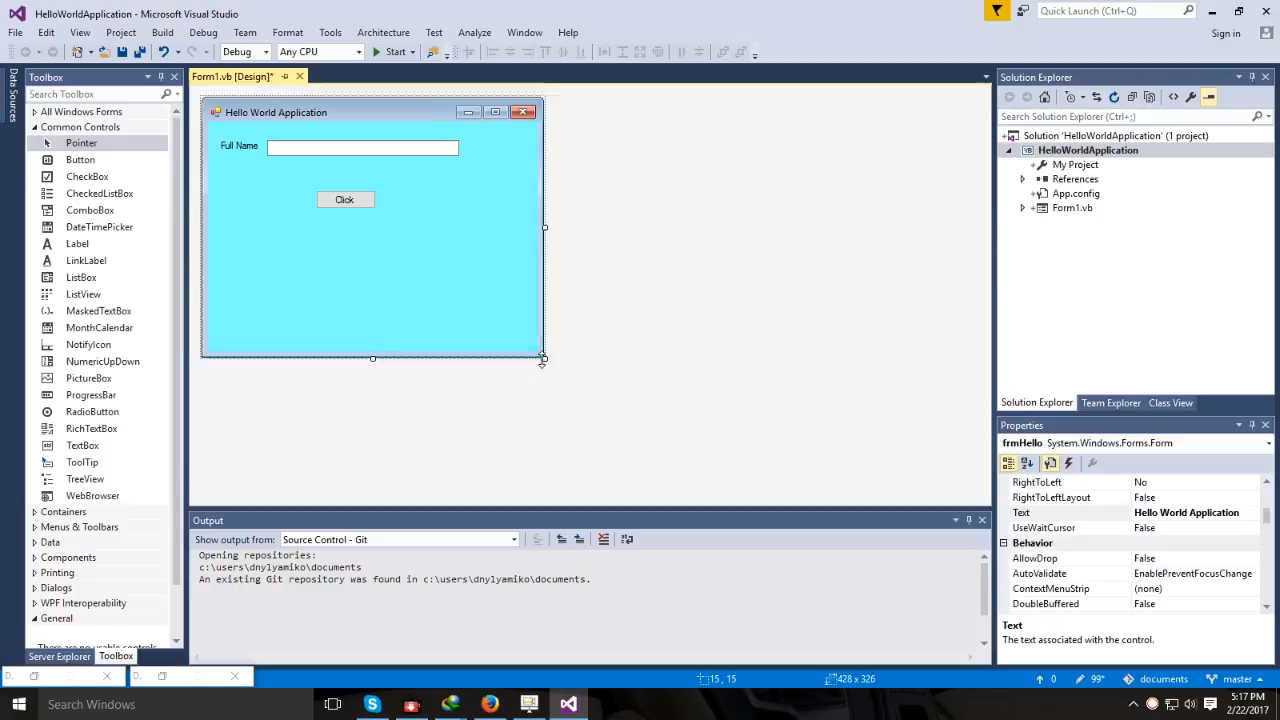 HelloWorldApplication - Microsoft Visual Studio
Quick Launch (Ctrl+Q)
File Edit View Project Build Debug Team Format Tools Architecture Test Analyze Window Help
Sign in
Debug Any CPU Start
Data Sources
Toolbox
Search Toolbox
All Windows Forms
Common Controls
Pointer
Button
CheckBox
CheckedListBox
ComboBox
DateTimePicker
Label
LinkLabel
ListBox
ListView
MaskedTextBox
MonthCalendar
NotifyIcon
NumericUpDown
PictureBox
ProgressBar
RadioButton
RichTextBox
TextBox
ToolTip
TreeView
WebBrowser
Containers
Menus & Toolbars
Data
Components
Printing
Dialogs
WPF Interoperability
General
Server Explorer Toolbox
Form1.vb [Design]*
Hello World Application
Full Name
Click
Output
Show output from: Source Control - Git
Opening repositories:
c:\users\dnylyamiko\documents
An existing Git repository was found in c:\users\dnylyamiko\documents.
Solution Explorer
Search Solution Explorer (Ctrl+;)
Solution 'HelloWorldApplication' (1 project)
HelloWorldApplication
My Project
References
App.config
Form1.vb
Solution Explorer Team Explorer Class View
Properties
frmHello System.Windows.Forms.Form
RightToLeft No
RightToLeftLayout False
Text Hello World Application
UseWaitCursor False
Behavior
AllowDrop False
AutoValidate EnablePreventFocusChange
ContextMenuStrip (none)
DoubleBuffered False
Text
The text associated with the control.
D. D.
15 , 15 428 x 326 0 99* documents master
Search Windows
5:17 PM
2/22/2017